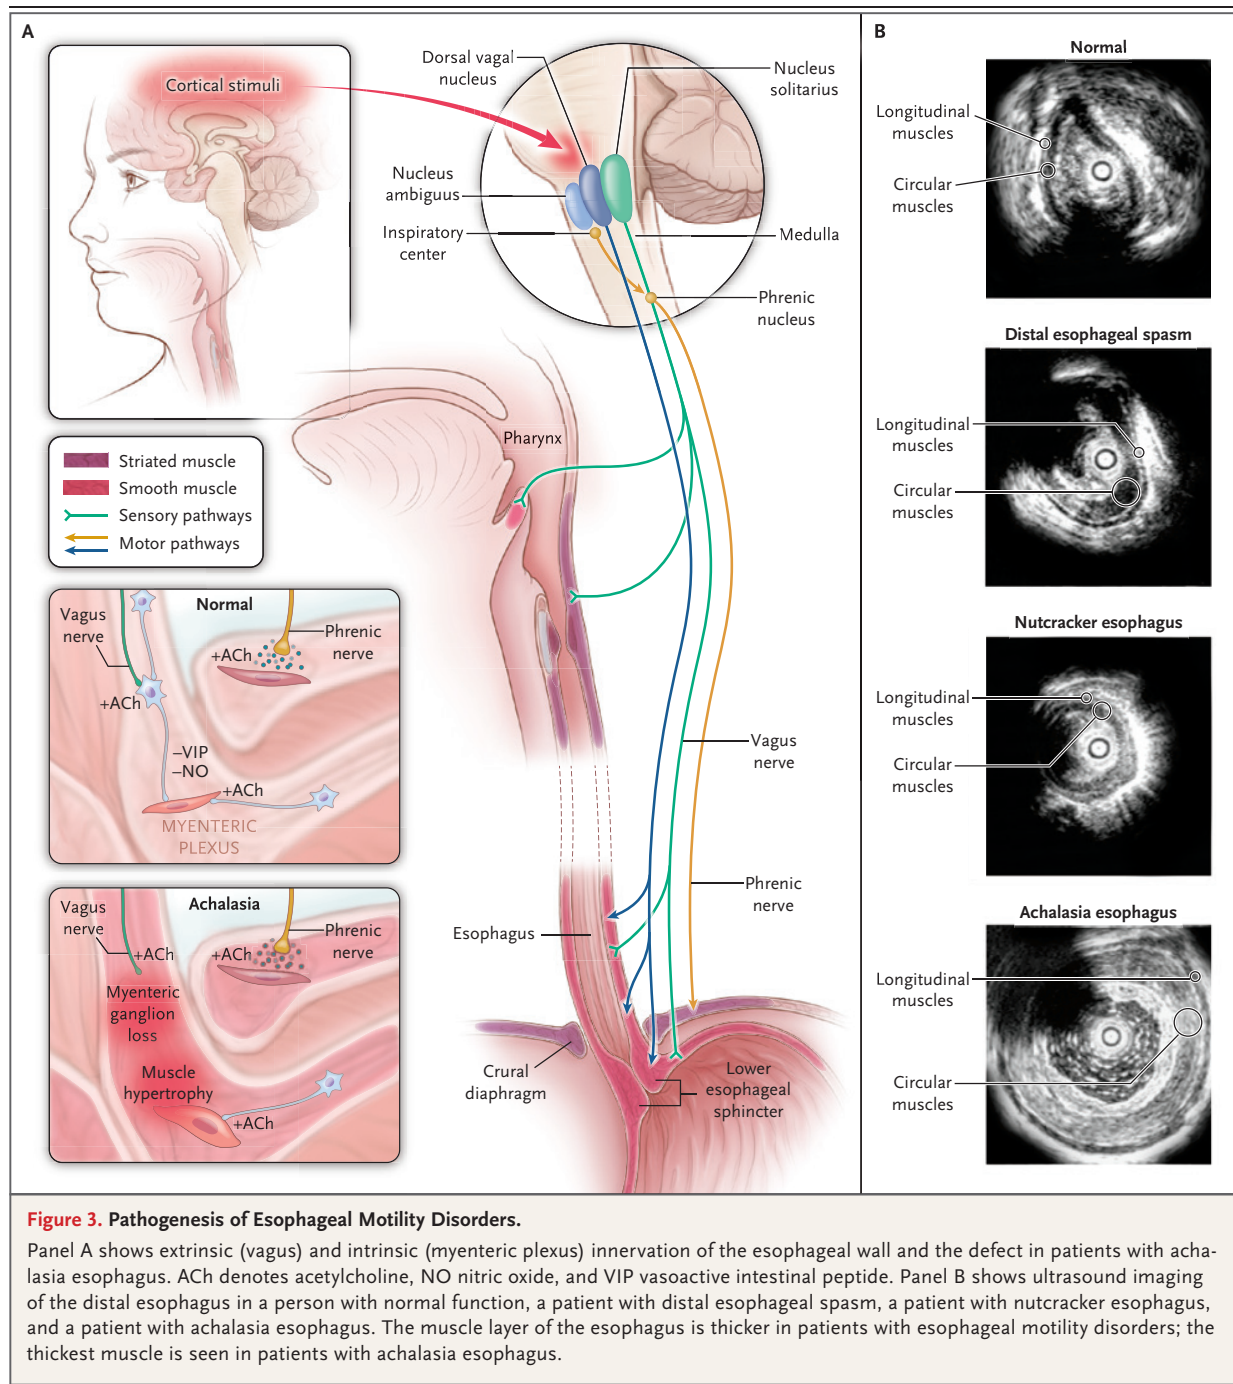 A
Cortical stimuli
Dorsal vagal
nucleus
Nucleus
solitarius
Nucleus
ambiguus
Inspiratory
center
Medulla
Phrenic
nucleus
Striated muscle
Smooth muscle
Sensory pathways
Motor pathways
Pharynx
Normal
Vagus
nerve
+ACh
Phrenic
nerve
+ACh
–VIP
–NO
+ACh
MYENTERIC
PLEXUS
Achalasia
Vagus
nerve
+ACh
+ACh
Phrenic
nerve
Myenteric
ganglion
loss
Muscle
hypertrophy
+ACh
Vagus
nerve
Phrenic
nerve
Esophagus
Crural
diaphragm
Lower
esophageal
sphincter
B
Normal
Longitudinal
muscles
Circular
muscles
Distal esophageal spasm
Longitudinal
muscles
Circular
muscles
Nutcracker esophagus
Longitudinal
muscles
Circular
muscles
Achalasia esophagus
Longitudinal
muscles
Circular
muscles
Figure 3. Pathogenesis of Esophageal Motility Disorders.
Panel A shows extrinsic (vagus) and intrinsic (myenteric plexus) innervation of the esophageal wall and the defect in patients with acha-
lasia esophagus. ACh denotes acetylcholine, NO nitric oxide, and VIP vasoactive intestinal peptide. Panel B shows ultrasound imaging
of the distal esophagus in a person with normal function, a patient with distal esophageal spasm, a patient with nutcracker esophagus,
and a patient with achalasia esophagus. The muscle layer of the esophagus is thicker in patients with esophageal motility disorders; the
thickest muscle is seen in patients with achalasia esophagus.